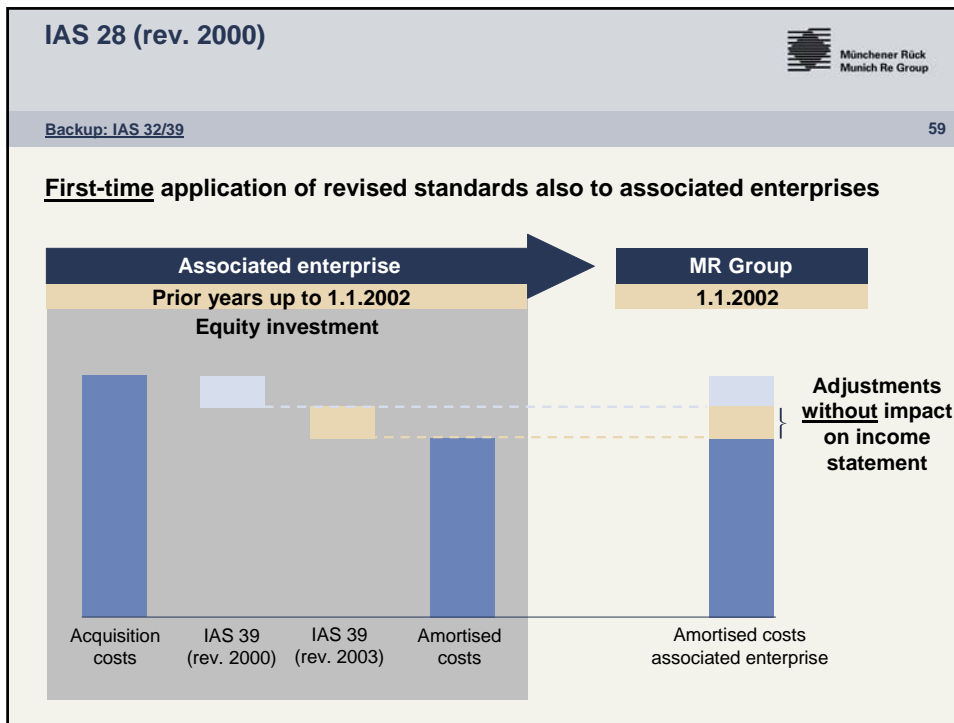 IAS 28 (rev. 2000)
Münchener Rück
Munich Re Group
Backup: IAS 32/39
59
First-time application of revised standards also to associated enterprises
Associated enterprise
MR Group
Prior years up to 1.1.2002
1.1.2002
Equity investment
Adjustments
without impact
on income
statement
Acquisition
costs
IAS 39
(rev. 2000)
IAS 39
(rev. 2003)
Amortised
costs
Amortised costs
associated enterprise